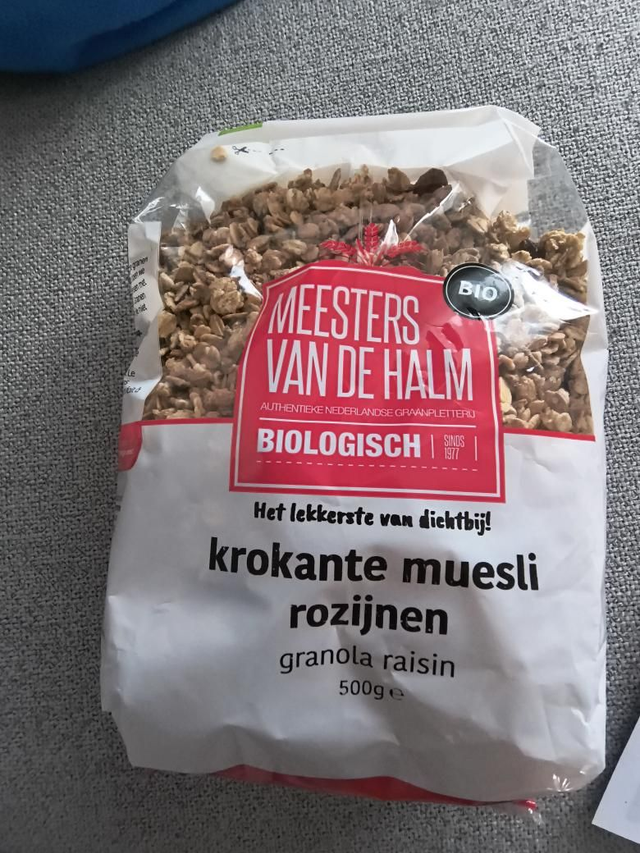 BIO
MEESTERS
VAN DE HALM
AUTHENTIEKE NEDERLANDSE GRAANPLETTERIJ
BIOLOGISCH
SINDS
1977
Het lekkerste van dichtbij!
krokante muesli
rozijnen
granola raisin
500g e